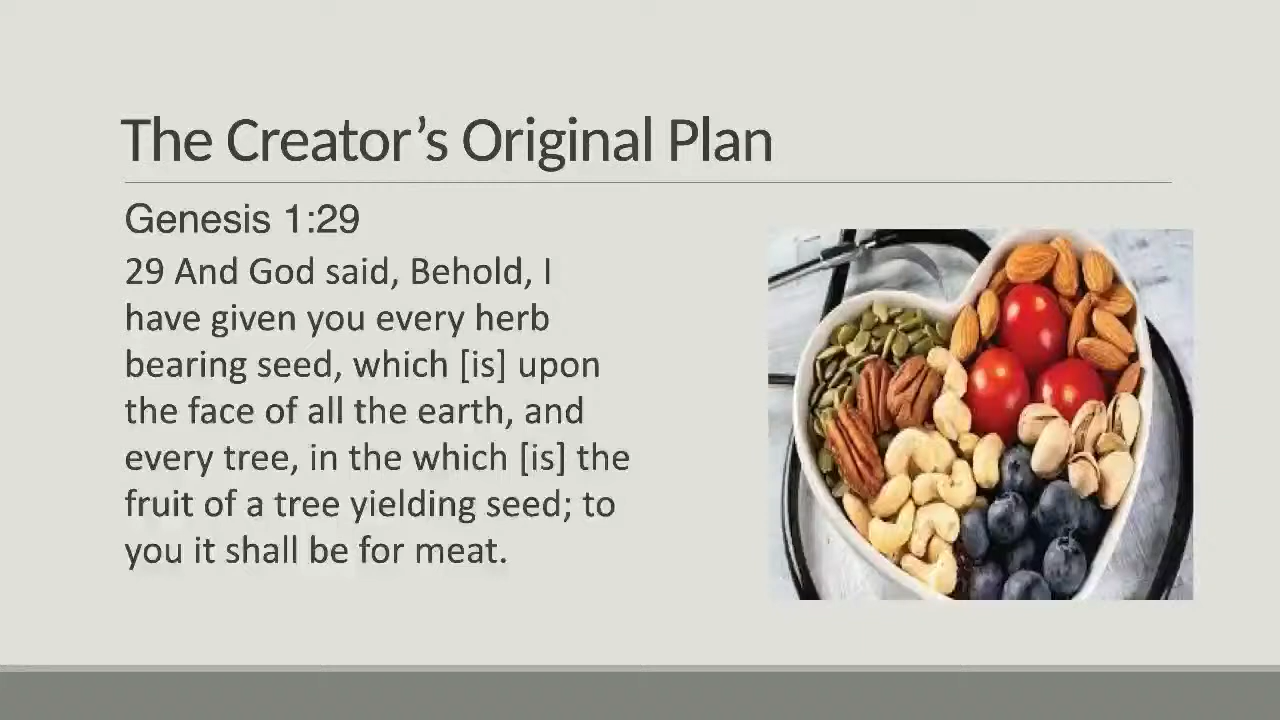 The Creator’s Original Plan
Genesis 1:29
29 And God said, Behold, I
have given you every herb
bearing seed, which [is] upon
the face of all the earth, and
every tree, in the which [is] the
fruit of a tree yielding seed; to
you it shall be for meat.